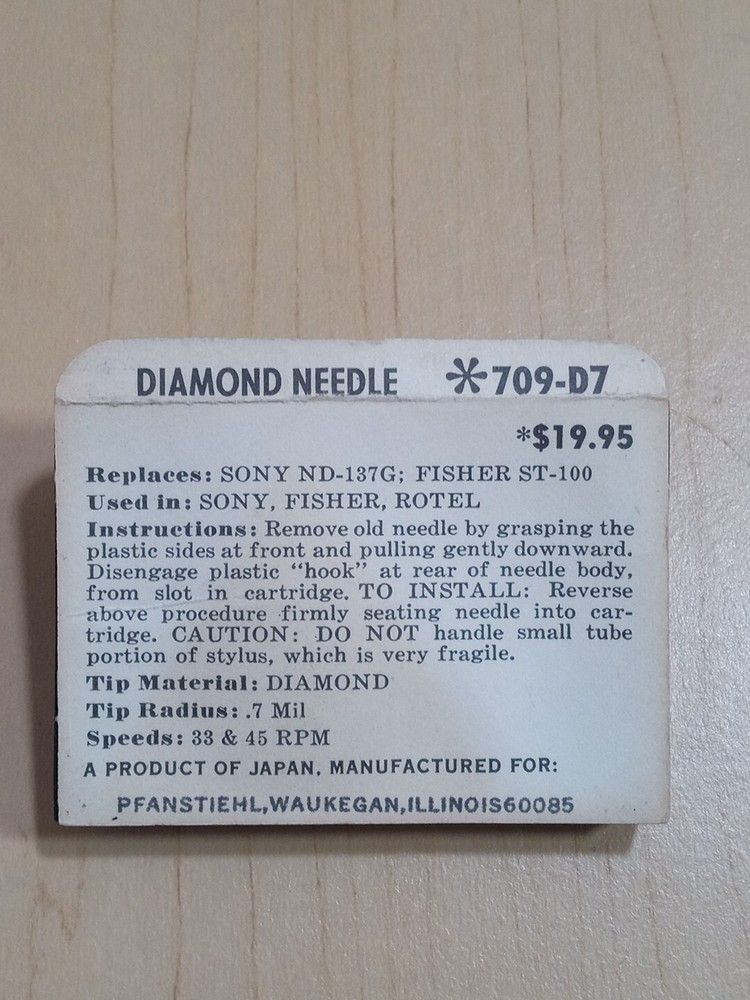 DIAMOND NEEDLE *709-D7
*$19.95
Replaces: SONY ND-137G; FISHER ST-100
Used in: SONY, FISHER, ROTEL
Instructions: Remove old needle by grasping the
plastic sides at front and pulling gently downward.
Disengage plastic "hook" at rear of needle body,
from slot in cartridge. TO INSTALL: Reverse
above procedure firmly seating needle into car-
tridge. CAUTION: DO NOT handle small tube
portion of stylus, which is very fragile.
Tip Material: DIAMOND
Tip Radius: .7 Mil
Speeds: 33 & 45 RPM
A PRODUCT OF JAPAN, MANUFACTURED FOR:
PFANSTIEHL,WAUKEGAN,ILLINOIS60085